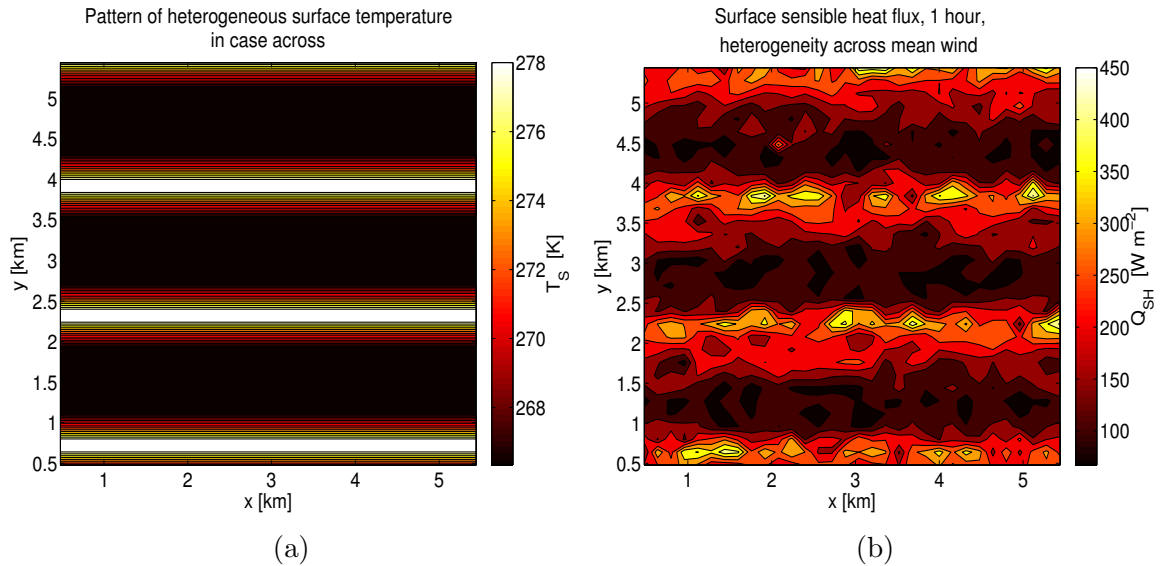 Pattern of heterogeneous surface temperature
in case across
5
4.5
4
3.5
3
2.5
2
1.5
1
0.5
y [km]
1 2 3 4 5
x [km]
278
276
274
272
270
268
T_S [K]
(a)
Surface sensible heat flux, 1 hour,
heterogeneity across mean wind
5
4.5
4
3.5
3
2.5
2
1.5
1
0.5
y [km]
1 2 3 4 5
x [km]
450
400
350
300
250
200
150
100
Q_SH [W m⁻²]
(b)